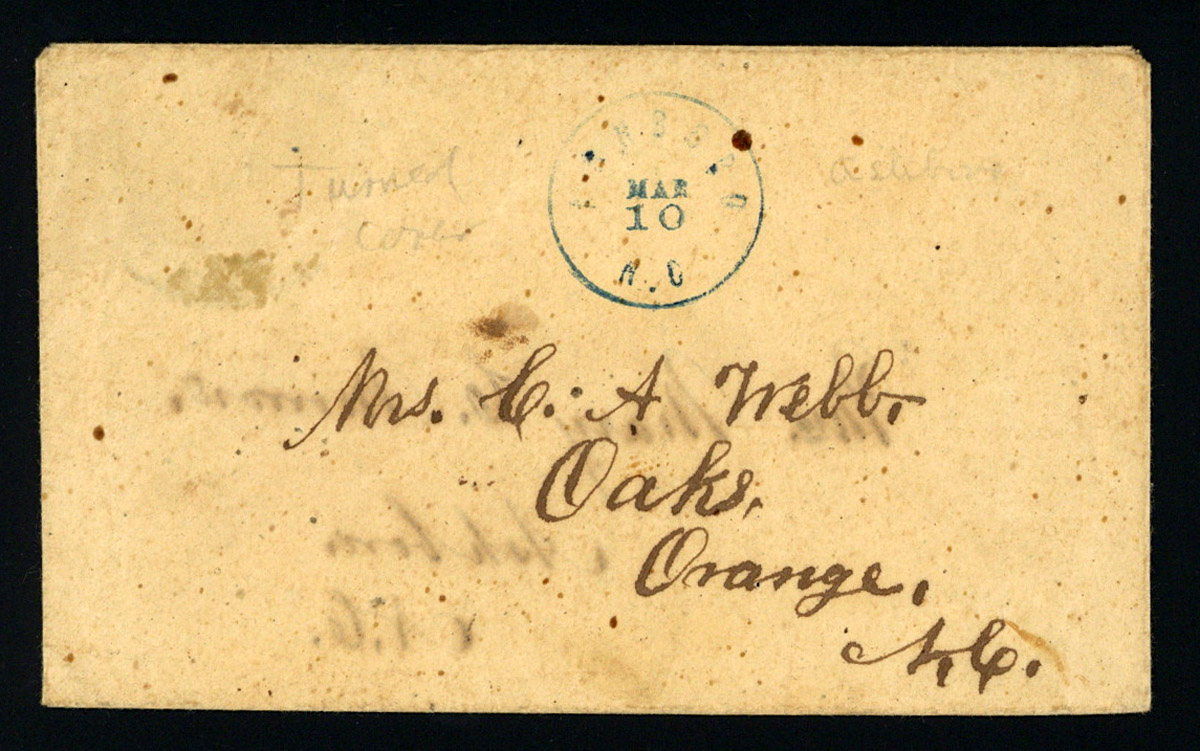 Turned
cover
MAR
10
N.C
Mrs. C. A Webb,
Oaks,
Orange,
N.C.